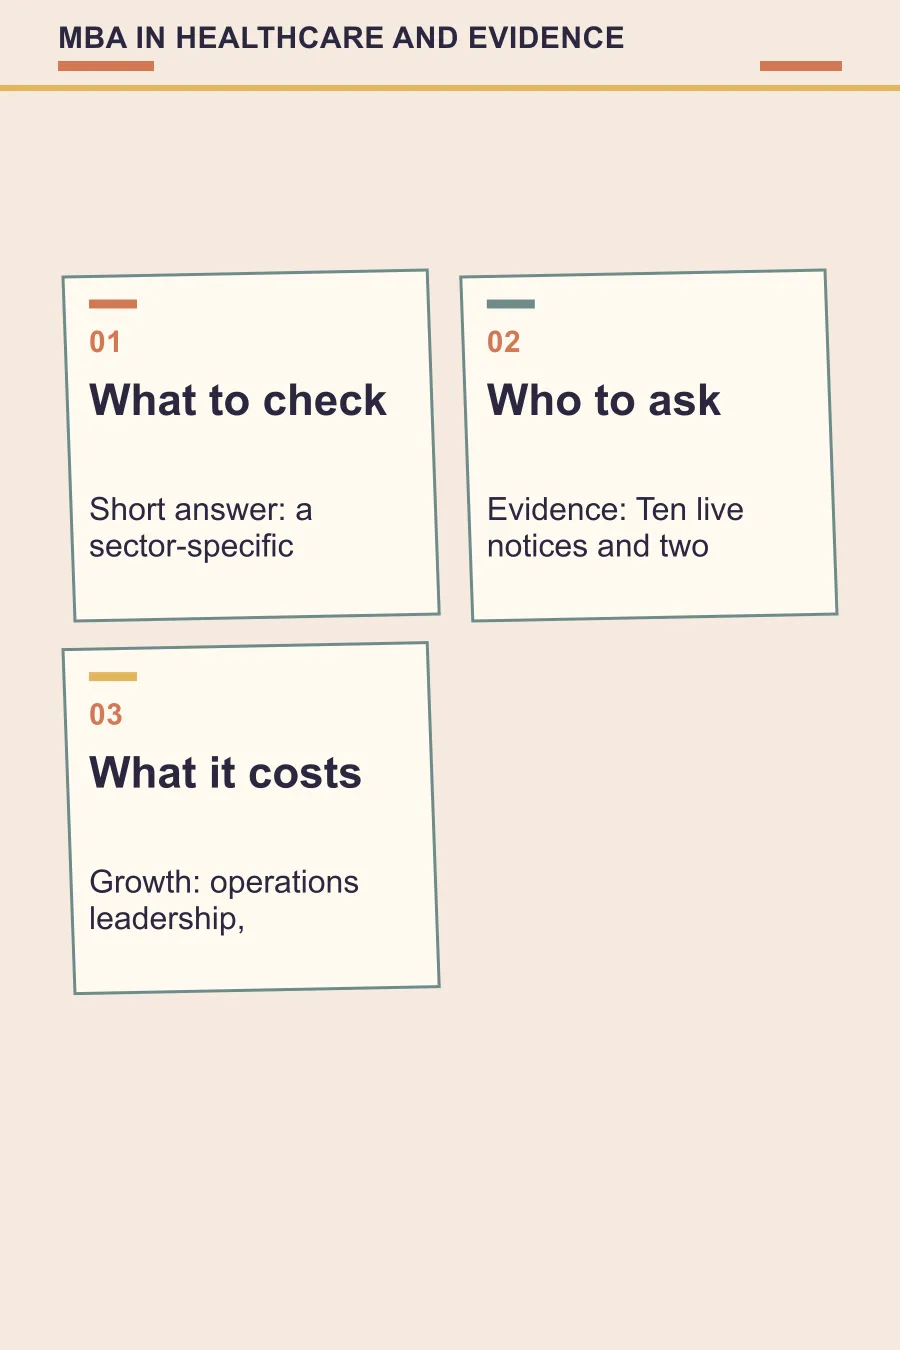 MBA IN HEALTHCARE AND EVIDENCE
01
What to check
Short answer: a
sector-specific
02
Who to ask
Evidence: Ten live
notices and two
03
What it costs
Growth: operations
leadership,